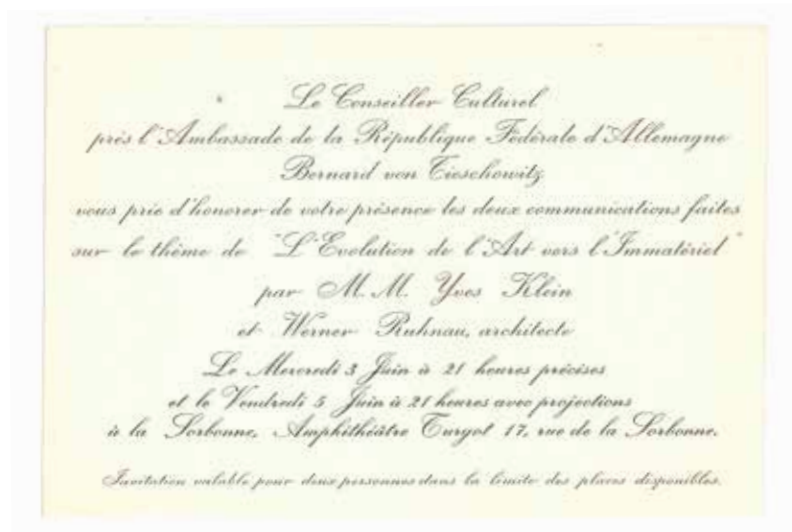 Le Conseiller Culturel
près l'Ambassade de la République Fédérale d'Allemagne
Bernard von Tieschowitz
vous prie d'honorer de votre présence les deux communications faites
sur le thème de "L'Evolution de l'Art vers l'Immatériel"
par M.M. Yves Klein
et Werner Ruhnau, architecte
Le Mercredi 3 Juin à 21 heures précises
et le Vendredi 5 Juin à 21 heures avec projections
à la Sorbonne, Amphithéâtre Turgot 17, rue de la Sorbonne.
Invitation valable pour deux personnes dans la limite des places disponibles.